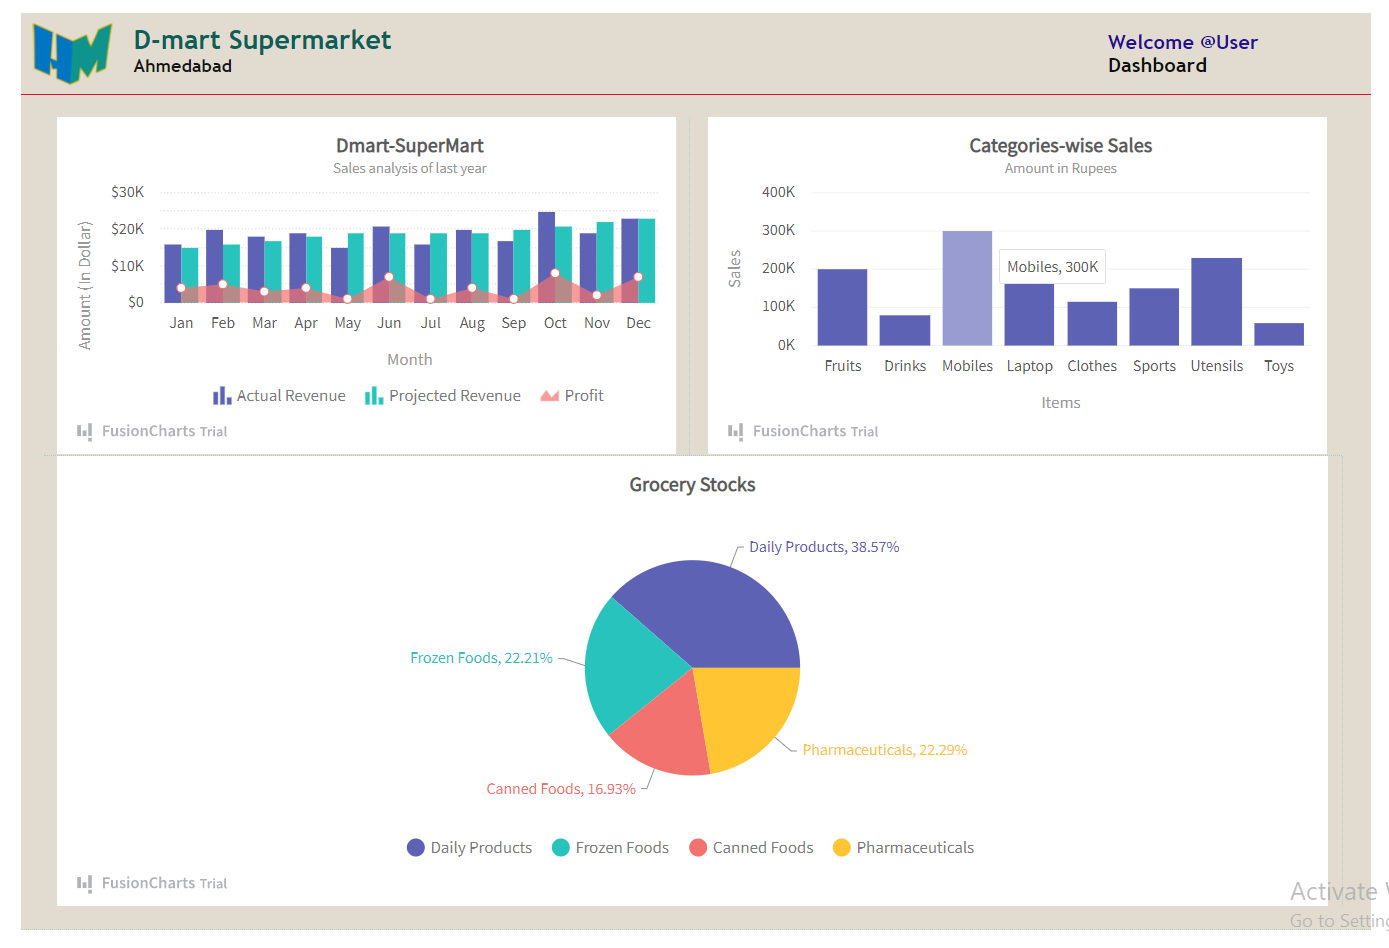 HM
D-mart Supermarket
Ahmedabad
Welcome @User
Dashboard
Dmart-SuperMart
Sales analysis of last year
Amount (In Dollar)
$30K
$20K
$10K
$0
Jan Feb Mar Apr May Jun Jul Aug Sep Oct Nov Dec
Month
Actual Revenue Projected Revenue Profit
FusionCharts Trial
Categories-wise Sales
Amount in Rupees
Sales
400K
300K
200K
100K
0K
Mobiles, 300K
Fruits Drinks Mobiles Laptop Clothes Sports Utensils Toys
Items
FusionCharts Trial
Grocery Stocks
Daily Products, 38.57%
Frozen Foods, 22.21%
Pharmaceuticals, 22.29%
Canned Foods, 16.93%
Daily Products Frozen Foods Canned Foods Pharmaceuticals
FusionCharts Trial
Activate W
Go to Setting